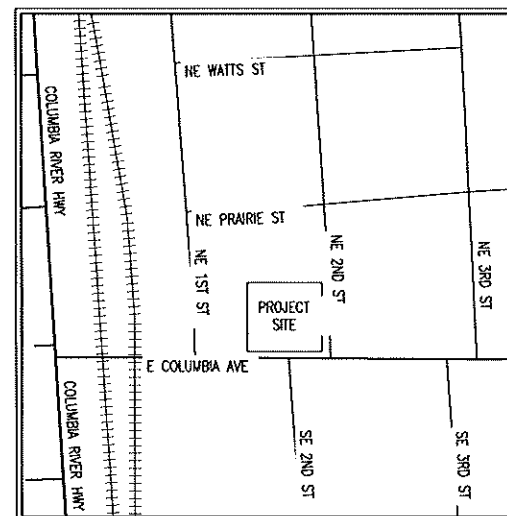 NE WATTS ST
COLUMBIA RIVER HWY
NE PRAIRIE ST
NE 1ST ST
NE 2ND ST
NE 3RD ST
PROJECT
SITE
E COLUMBIA AVE
COLUMBIA RIVER HWY
SE 2ND ST
SE 3RD ST